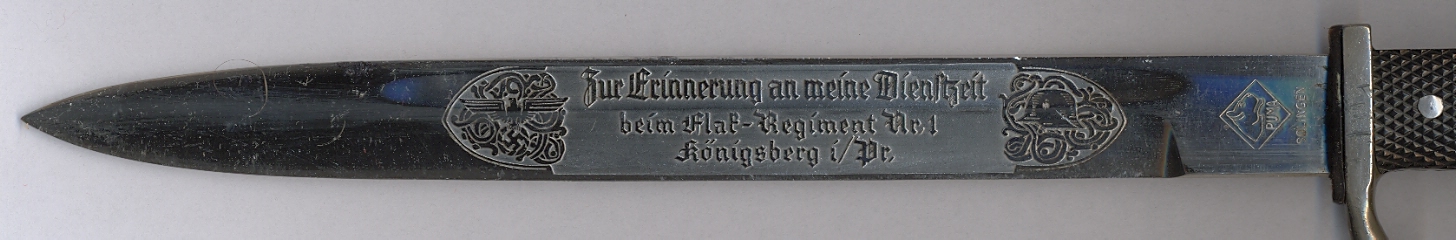 Zur Erinnerung an meine Dienstzeit
beim Flak-Regiment Nr. 1
Königsberg i/Pr.
PUMA
SOLINGEN